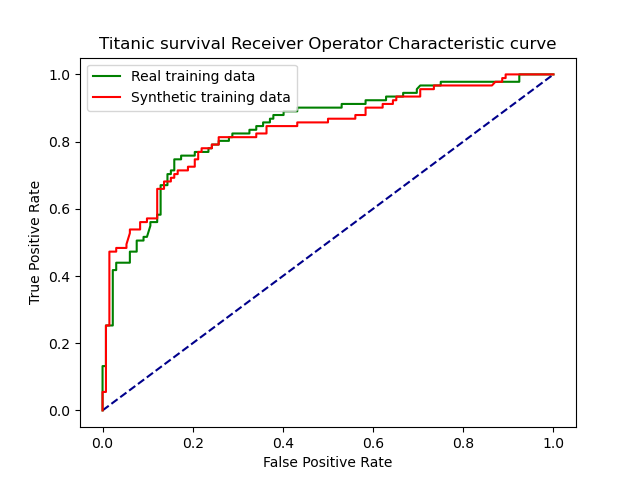 Titanic survival Receiver Operator Characteristic curve
Real training data
Synthetic training data
True Positive Rate
1.0
0.8
0.6
0.4
0.2
0.0
0.0 0.2 0.4 0.6 0.8 1.0
False Positive Rate